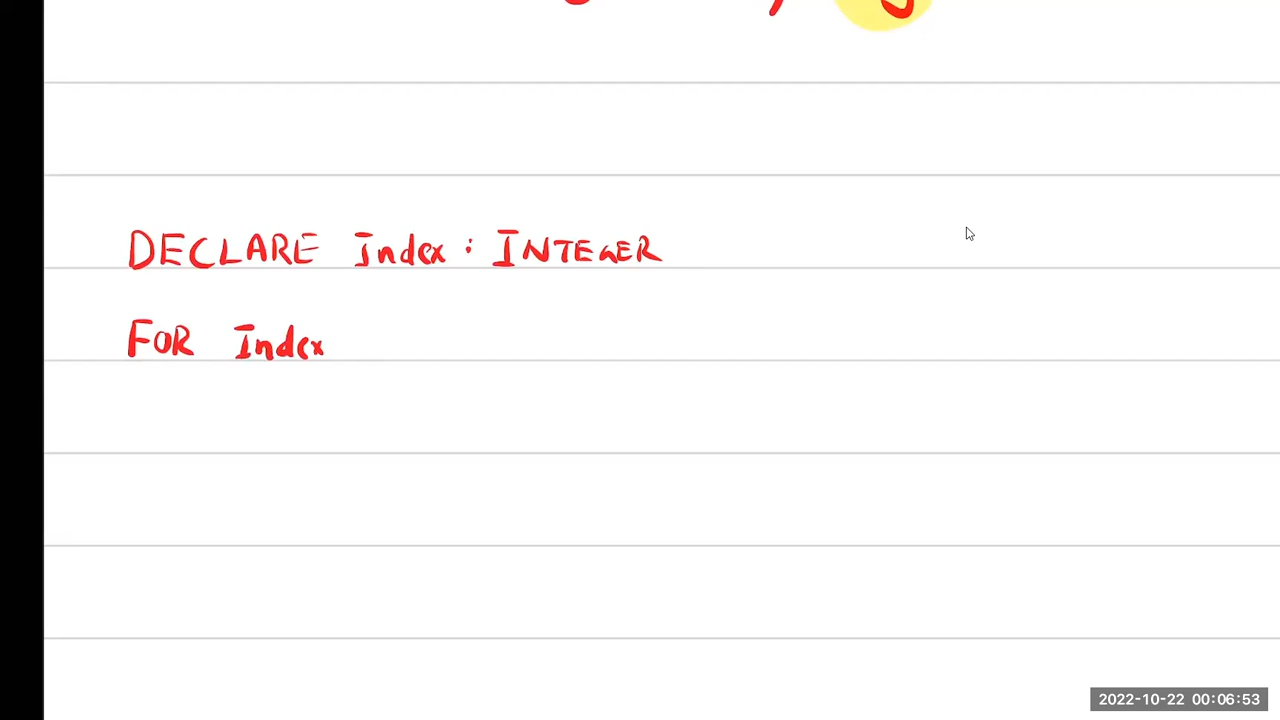 DECLARE Index : INTEGER
FOR Index
2022-10-22 00:06:53